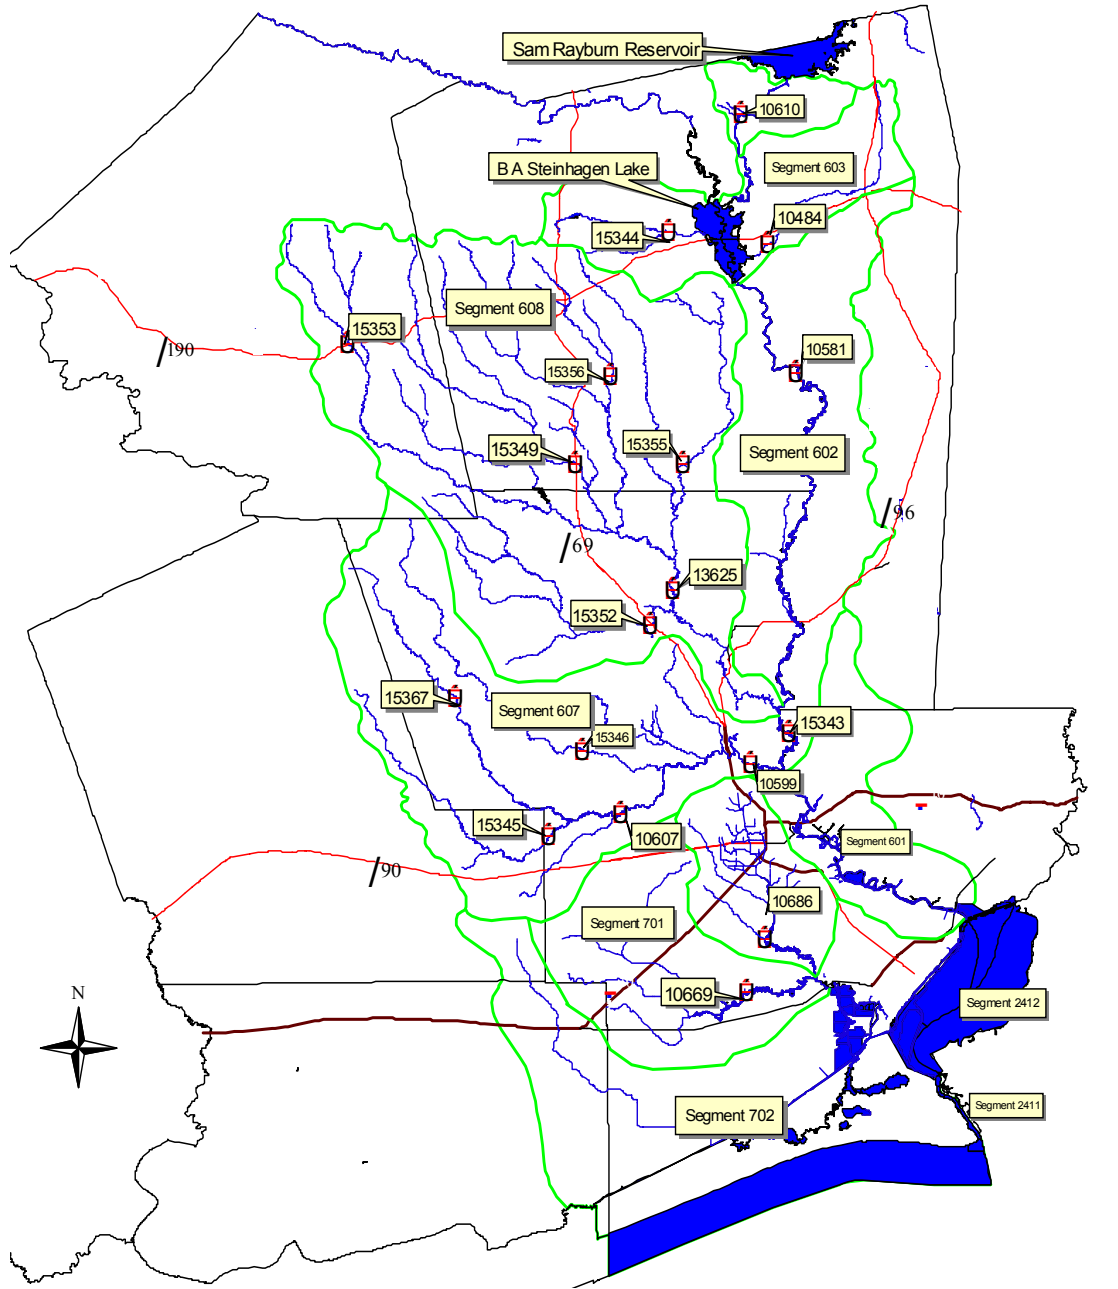 Sam Rayburn Reservoir
10610
B A Steinhagen Lake
Segment 603
10484
15344
Segment 608
15353
190
10581
15356
15349
15355
Segment 602
96
69
13625
15352
15367
Segment 607
15346
15343
10599
15345
10607
Segment 601
90
10686
Segment 701
10669
N
Segment 2412
Segment 702
Segment 2411